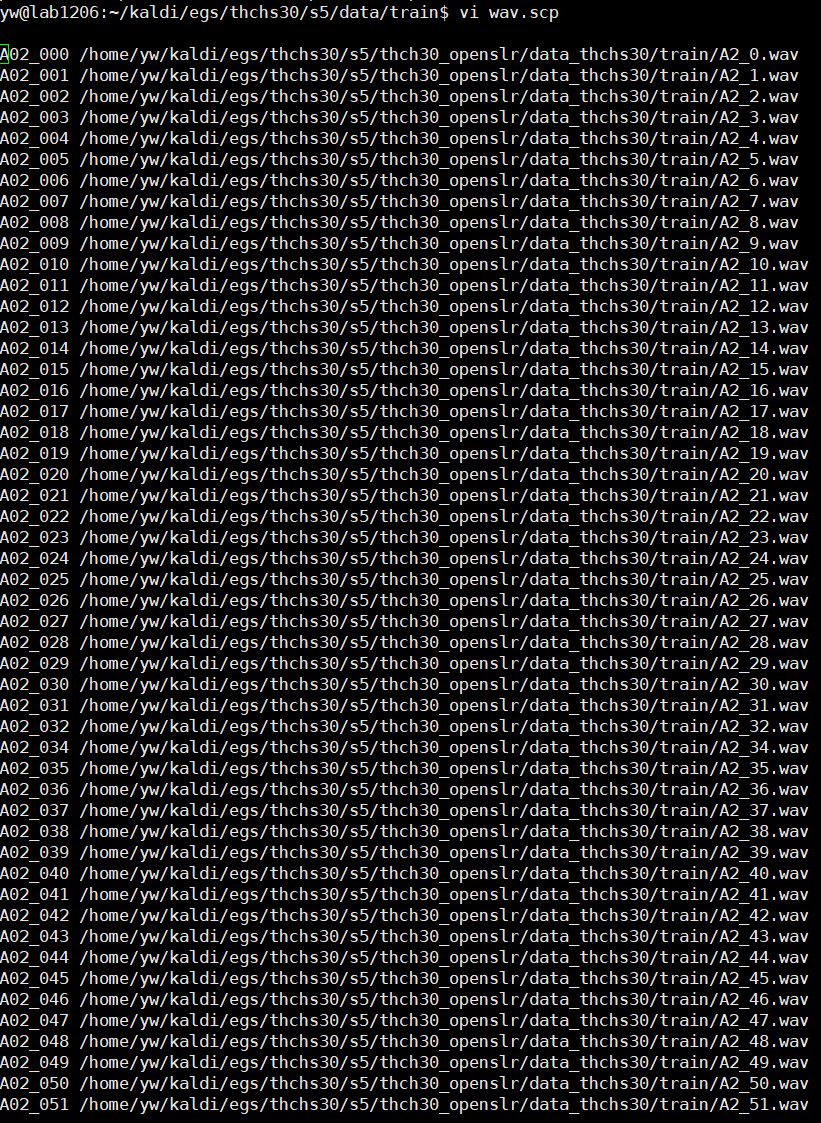 yw@lab1206:~/kaldi/egs/thchs30/s5/data/train$ vi wav.scp
A02_000 /home/yw/kaldi/egs/thchs30/s5/thch30_openslr/data_thchs30/train/A2_0.wav
A02_001 /home/yw/kaldi/egs/thchs30/s5/thch30_openslr/data_thchs30/train/A2_1.wav
A02_002 /home/yw/kaldi/egs/thchs30/s5/thch30_openslr/data_thchs30/train/A2_2.wav
A02_003 /home/yw/kaldi/egs/thchs30/s5/thch30_openslr/data_thchs30/train/A2_3.wav
A02_004 /home/yw/kaldi/egs/thchs30/s5/thch30_openslr/data_thchs30/train/A2_4.wav
A02_005 /home/yw/kaldi/egs/thchs30/s5/thch30_openslr/data_thchs30/train/A2_5.wav
A02_006 /home/yw/kaldi/egs/thchs30/s5/thch30_openslr/data_thchs30/train/A2_6.wav
A02_007 /home/yw/kaldi/egs/thchs30/s5/thch30_openslr/data_thchs30/train/A2_7.wav
A02_008 /home/yw/kaldi/egs/thchs30/s5/thch30_openslr/data_thchs30/train/A2_8.wav
A02_009 /home/yw/kaldi/egs/thchs30/s5/thch30_openslr/data_thchs30/train/A2_9.wav
A02_010 /home/yw/kaldi/egs/thchs30/s5/thch30_openslr/data_thchs30/train/A2_10.wav
A02_011 /home/yw/kaldi/egs/thchs30/s5/thch30_openslr/data_thchs30/train/A2_11.wav
A02_012 /home/yw/kaldi/egs/thchs30/s5/thch30_openslr/data_thchs30/train/A2_12.wav
A02_013 /home/yw/kaldi/egs/thchs30/s5/thch30_openslr/data_thchs30/train/A2_13.wav
A02_014 /home/yw/kaldi/egs/thchs30/s5/thch30_openslr/data_thchs30/train/A2_14.wav
A02_015 /home/yw/kaldi/egs/thchs30/s5/thch30_openslr/data_thchs30/train/A2_15.wav
A02_016 /home/yw/kaldi/egs/thchs30/s5/thch30_openslr/data_thchs30/train/A2_16.wav
A02_017 /home/yw/kaldi/egs/thchs30/s5/thch30_openslr/data_thchs30/train/A2_17.wav
A02_018 /home/yw/kaldi/egs/thchs30/s5/thch30_openslr/data_thchs30/train/A2_18.wav
A02_019 /home/yw/kaldi/egs/thchs30/s5/thch30_openslr/data_thchs30/train/A2_19.wav
A02_020 /home/yw/kaldi/egs/thchs30/s5/thch30_openslr/data_thchs30/train/A2_20.wav
A02_021 /home/yw/kaldi/egs/thchs30/s5/thch30_openslr/data_thchs30/train/A2_21.wav
A02_022 /home/yw/kaldi/egs/thchs30/s5/thch30_openslr/data_thchs30/train/A2_22.wav
A02_023 /home/yw/kaldi/egs/thchs30/s5/thch30_openslr/data_thchs30/train/A2_23.wav
A02_024 /home/yw/kaldi/egs/thchs30/s5/thch30_openslr/data_thchs30/train/A2_24.wav
A02_025 /home/yw/kaldi/egs/thchs30/s5/thch30_openslr/data_thchs30/train/A2_25.wav
A02_026 /home/yw/kaldi/egs/thchs30/s5/thch30_openslr/data_thchs30/train/A2_26.wav
A02_027 /home/yw/kaldi/egs/thchs30/s5/thch30_openslr/data_thchs30/train/A2_27.wav
A02_028 /home/yw/kaldi/egs/thchs30/s5/thch30_openslr/data_thchs30/train/A2_28.wav
A02_029 /home/yw/kaldi/egs/thchs30/s5/thch30_openslr/data_thchs30/train/A2_29.wav
A02_030 /home/yw/kaldi/egs/thchs30/s5/thch30_openslr/data_thchs30/train/A2_30.wav
A02_031 /home/yw/kaldi/egs/thchs30/s5/thch30_openslr/data_thchs30/train/A2_31.wav
A02_032 /home/yw/kaldi/egs/thchs30/s5/thch30_openslr/data_thchs30/train/A2_32.wav
A02_034 /home/yw/kaldi/egs/thchs30/s5/thch30_openslr/data_thchs30/train/A2_34.wav
A02_035 /home/yw/kaldi/egs/thchs30/s5/thch30_openslr/data_thchs30/train/A2_35.wav
A02_036 /home/yw/kaldi/egs/thchs30/s5/thch30_openslr/data_thchs30/train/A2_36.wav
A02_037 /home/yw/kaldi/egs/thchs30/s5/thch30_openslr/data_thchs30/train/A2_37.wav
A02_038 /home/yw/kaldi/egs/thchs30/s5/thch30_openslr/data_thchs30/train/A2_38.wav
A02_039 /home/yw/kaldi/egs/thchs30/s5/thch30_openslr/data_thchs30/train/A2_39.wav
A02_040 /home/yw/kaldi/egs/thchs30/s5/thch30_openslr/data_thchs30/train/A2_40.wav
A02_041 /home/yw/kaldi/egs/thchs30/s5/thch30_openslr/data_thchs30/train/A2_41.wav
A02_042 /home/yw/kaldi/egs/thchs30/s5/thch30_openslr/data_thchs30/train/A2_42.wav
A02_043 /home/yw/kaldi/egs/thchs30/s5/thch30_openslr/data_thchs30/train/A2_43.wav
A02_044 /home/yw/kaldi/egs/thchs30/s5/thch30_openslr/data_thchs30/train/A2_44.wav
A02_045 /home/yw/kaldi/egs/thchs30/s5/thch30_openslr/data_thchs30/train/A2_45.wav
A02_046 /home/yw/kaldi/egs/thchs30/s5/thch30_openslr/data_thchs30/train/A2_46.wav
A02_047 /home/yw/kaldi/egs/thchs30/s5/thch30_openslr/data_thchs30/train/A2_47.wav
A02_048 /home/yw/kaldi/egs/thchs30/s5/thch30_openslr/data_thchs30/train/A2_48.wav
A02_049 /home/yw/kaldi/egs/thchs30/s5/thch30_openslr/data_thchs30/train/A2_49.wav
A02_050 /home/yw/kaldi/egs/thchs30/s5/thch30_openslr/data_thchs30/train/A2_50.wav
A02_051 /home/yw/kaldi/egs/thchs30/s5/thch30_openslr/data_thchs30/train/A2_51.wav